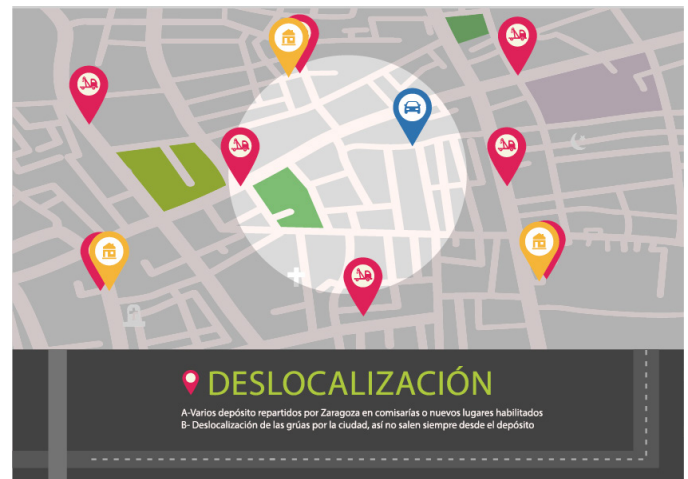 DESLOCALIZACIÓN
A-Varios depósito repartidos por Zaragoza en comisarías o nuevos lugares habilitados
B- Deslocalización de las grúas por la ciudad, así no salen siempre desde el depósito